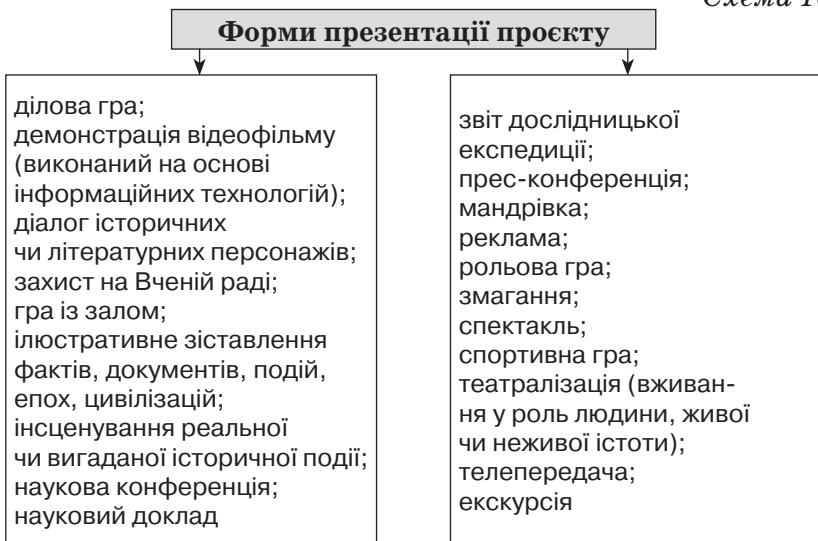 Схема
Форми презентації проєкту
ділова гра;
демонстрація відеофільму
(виконаний на основі
інформаційних технологій);
діалог історичних
чи літературних персонажів;
захист на Вченій раді;
гра із залом;
ілюстративне зіставлення
фактів, документів, подій,
епох, цивілізацій;
інсценування реальної
чи вигаданої історичної події;
наукова конференція;
науковий доклад
звіт дослідницької
експедиції;
прес-конференція;
мандрівка;
реклама;
рольова гра;
змагання;
спектакль;
спортивна гра;
театралізація (вживан-
ня у роль людини, живої
чи неживої істоти);
телепередача;
екскурсія